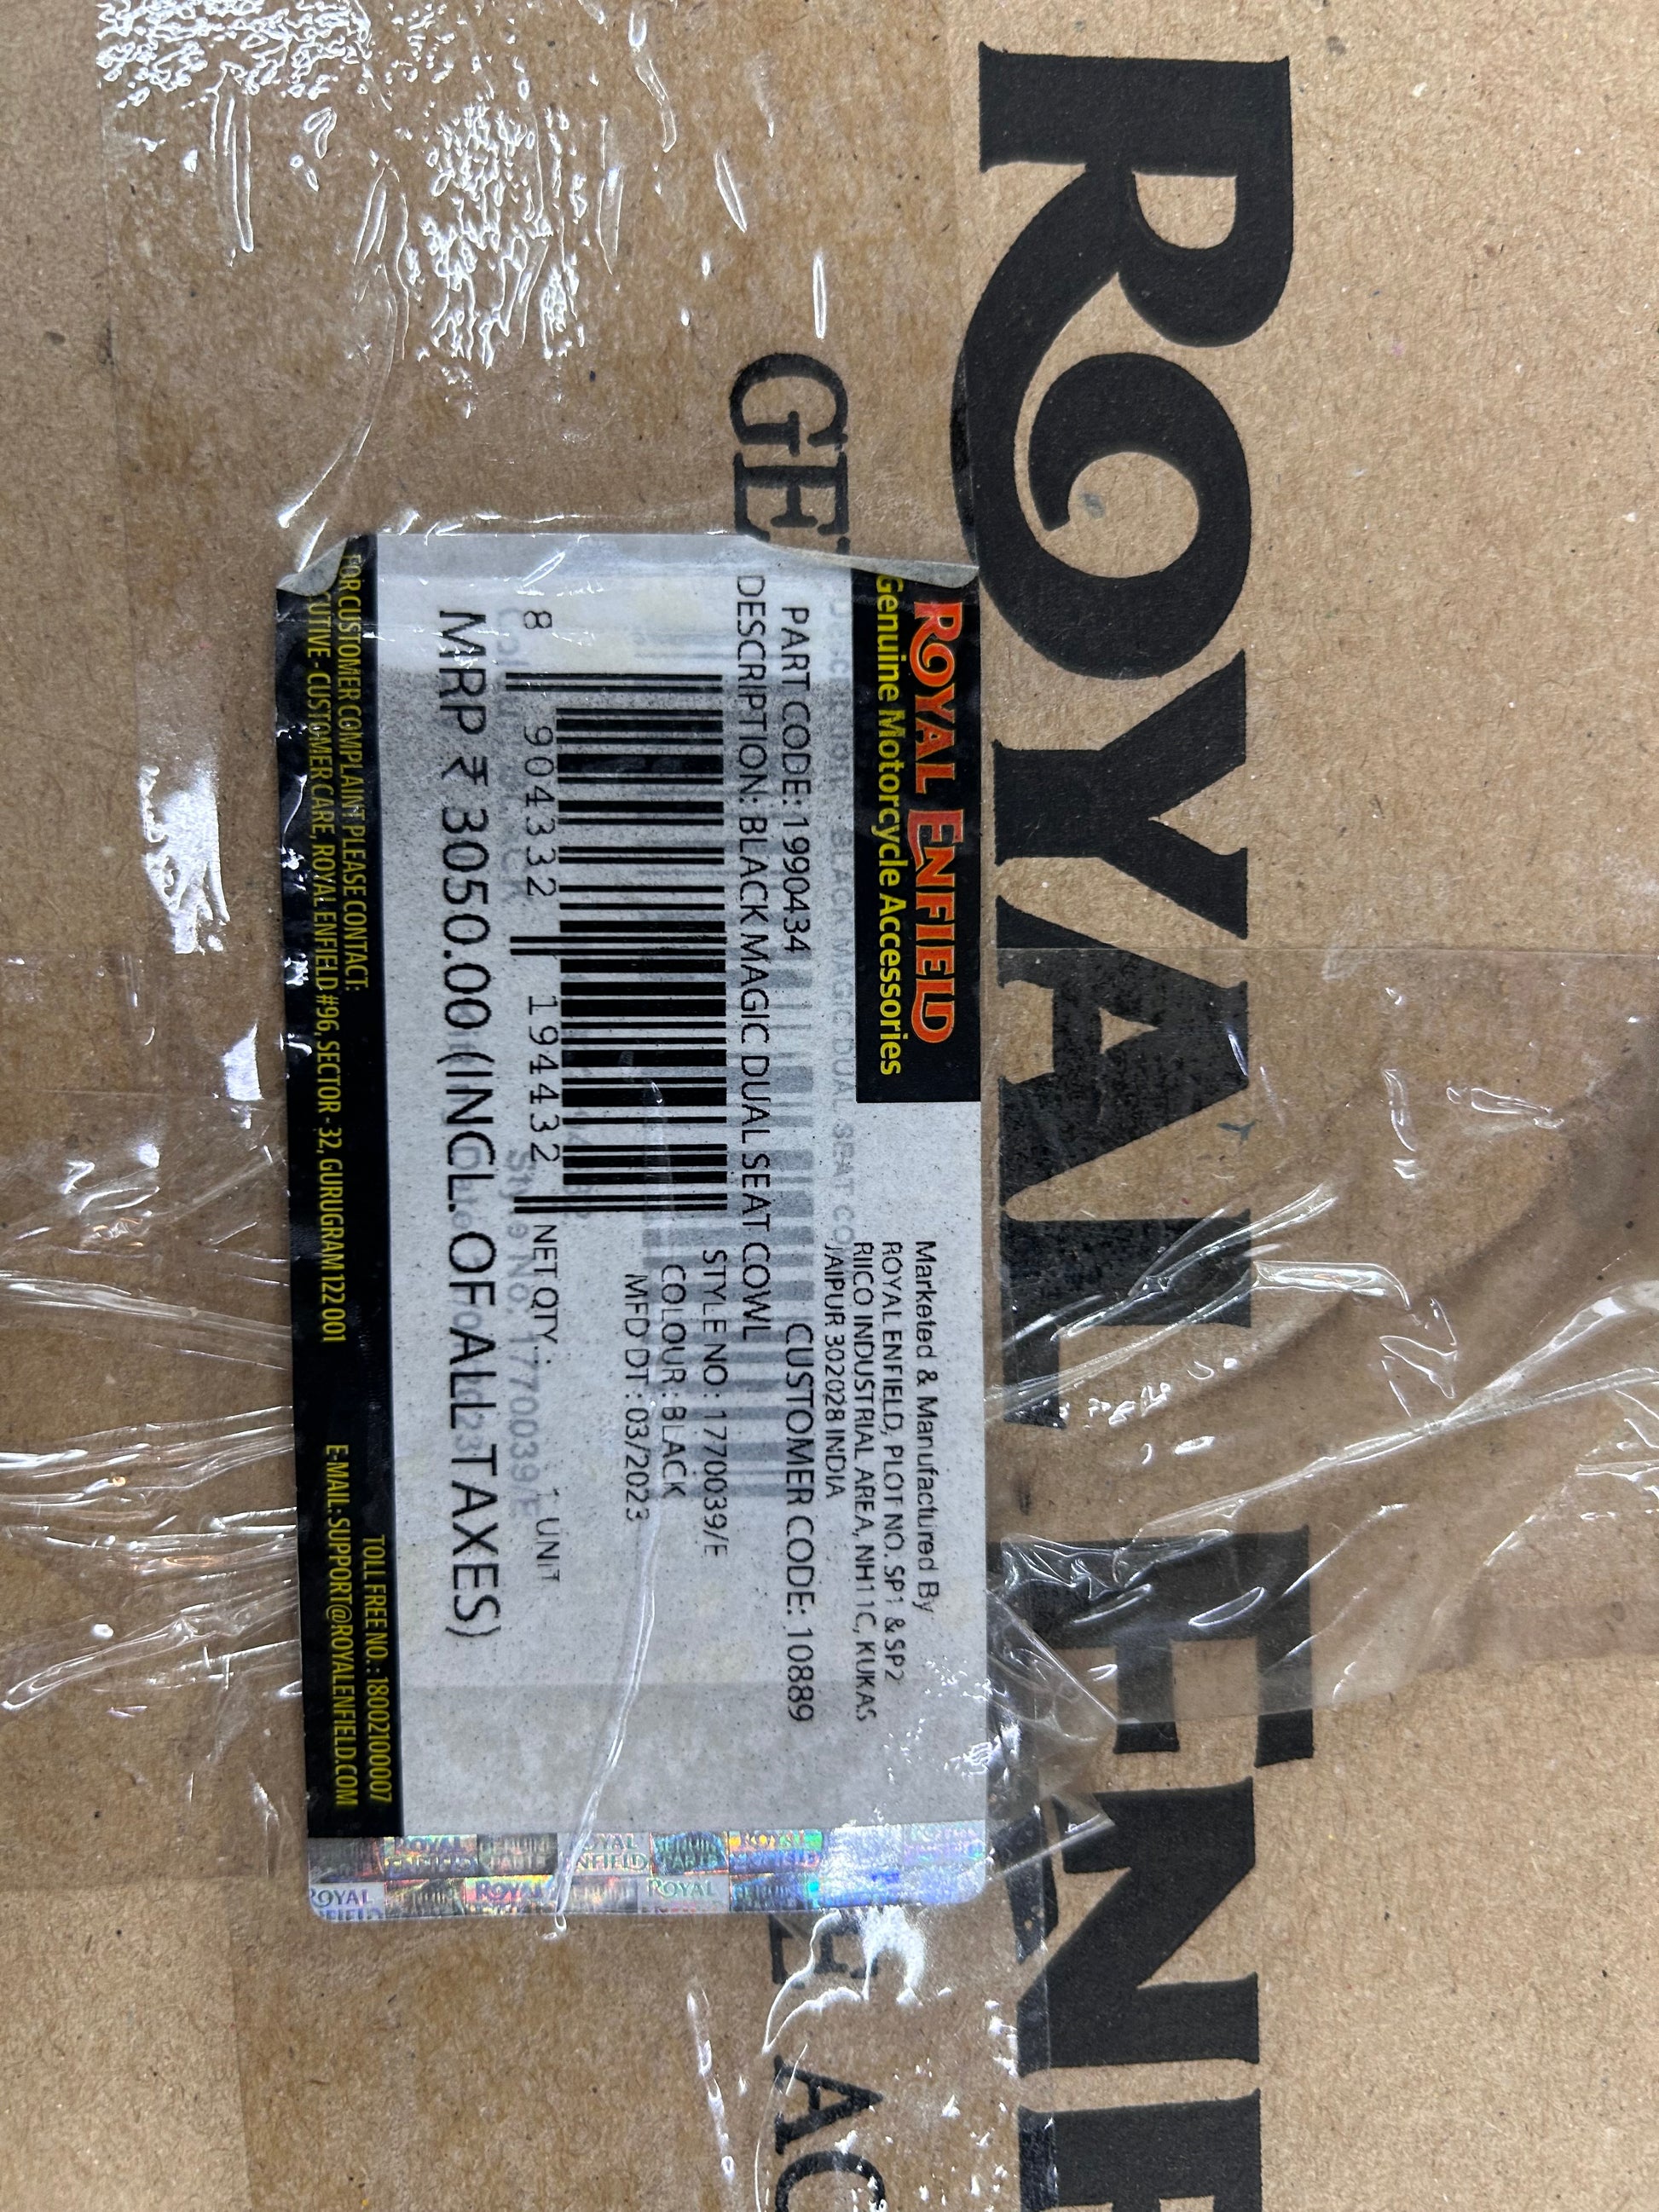 ROYAL ENF
GE
E AC
ROYAL ENFIELD
Genuine Motorcycle Accessories
Marketed & Manufactured By
ROYAL ENFIELD, PLOT NO. SP1 & SP2
RIICO INDUSTRIAL AREA, NH11C, KUKAS
JAIPUR 302028 INDIA
PART CODE: 1990434 CUSTOMER CODE: 10889
DESCRIPTION: BLACK MAGIC DUAL SEAT COWL
STYLE NO : 1770039/E
COLOUR : BLACK
MFD DT : 03/2023
8 904332 194432
NET QTY : 1 UNIT
MRP ₹ 3050.00 (INCL. OF ALL TAXES)
FOR CUSTOMER COMPLAINT PLEASE CONTACT:
CUTIVE - CUSTOMER CARE, ROYAL ENFIELD #96, SECTOR - 32, GURUGRAM 122 001
TOLL FREE NO. : 18002100007
E-MAIL: SUPPORT@ROYALENFIELD.COM